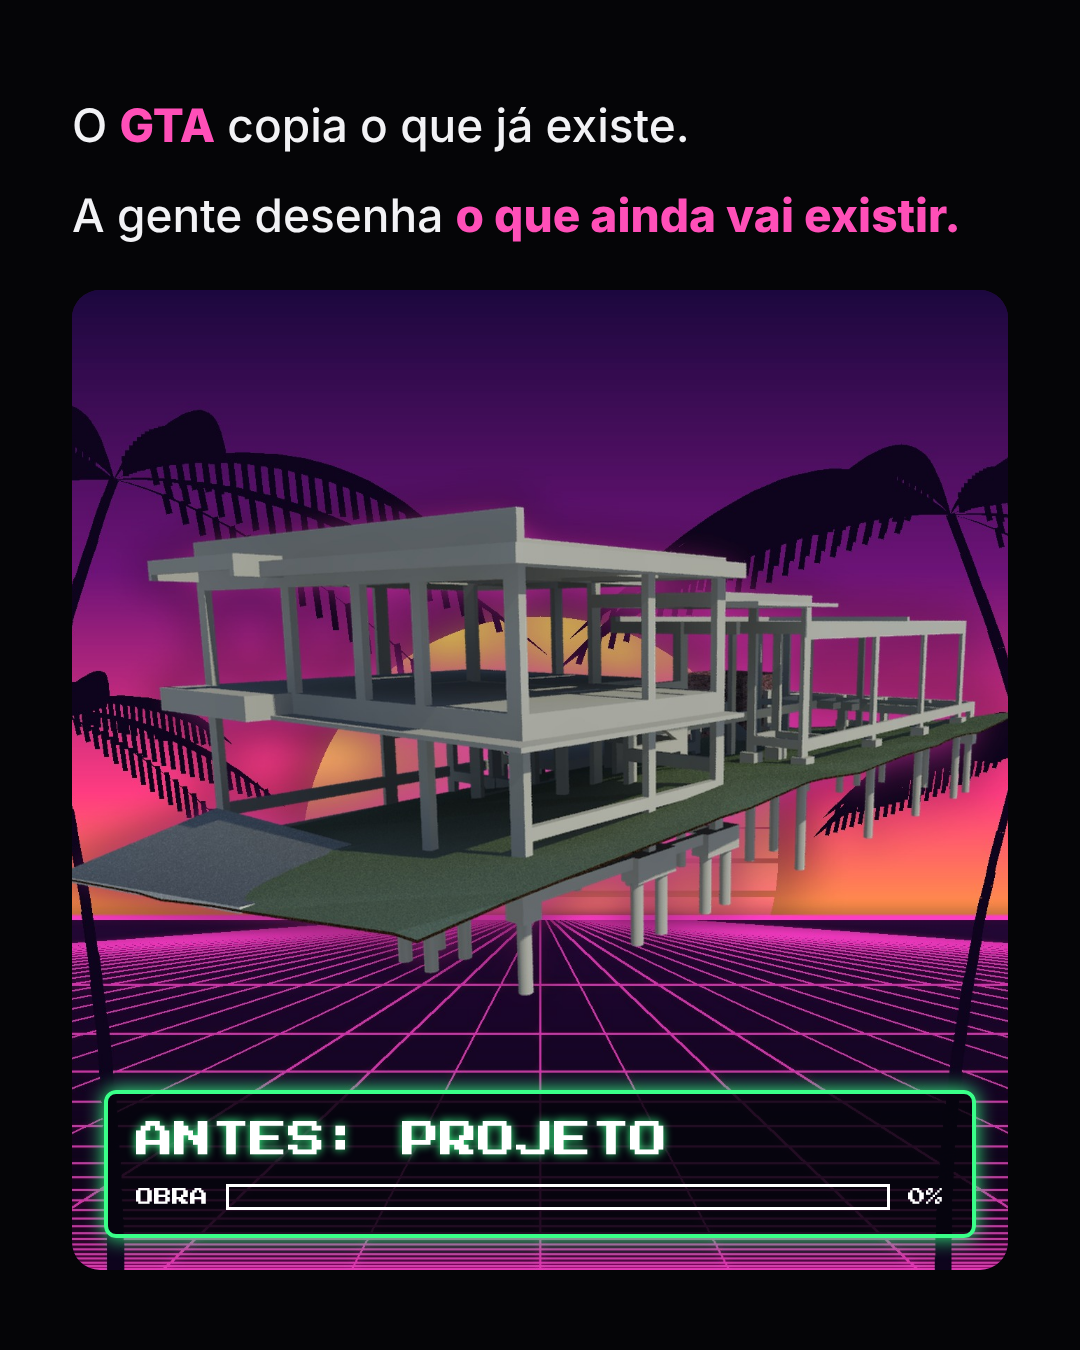 O GTA copia o que já existe.
A gente desenha o que ainda vai existir.
ANTES: PROJETO
OBRA 0%